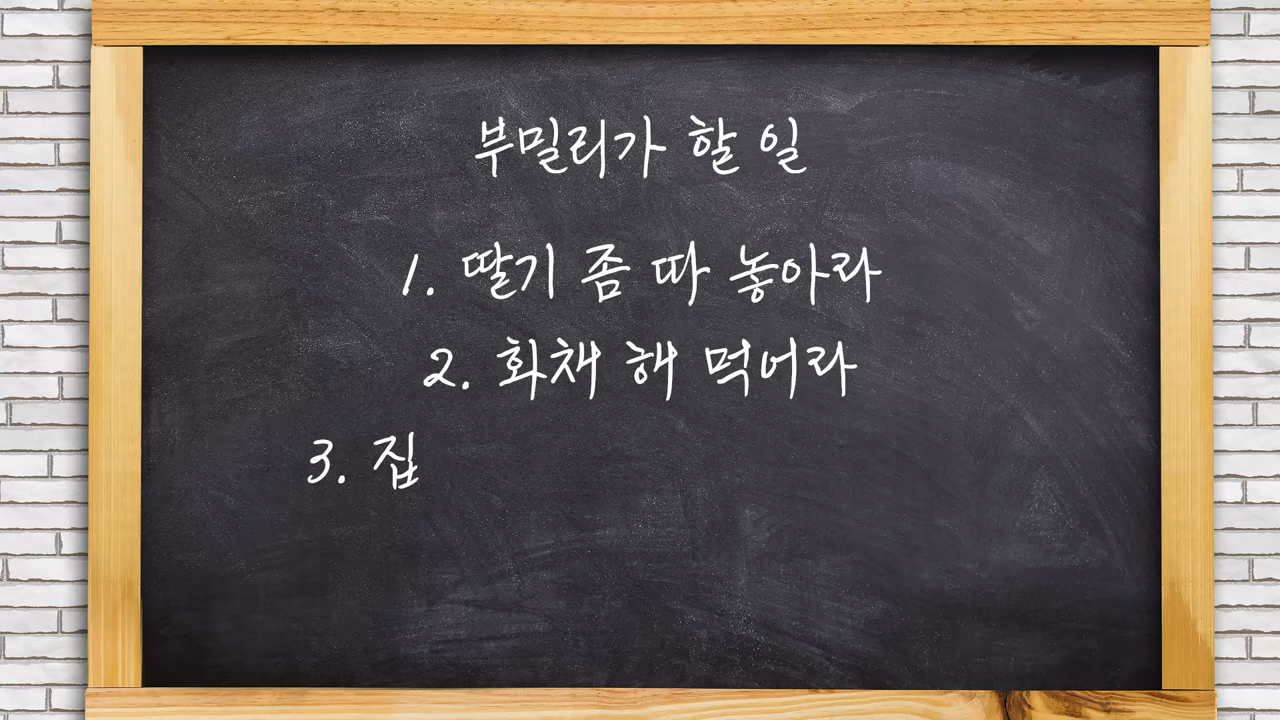 부밀리가 할 일
1. 딸기 좀 따 놓아라
2. 화채 해 먹어라
3. 집